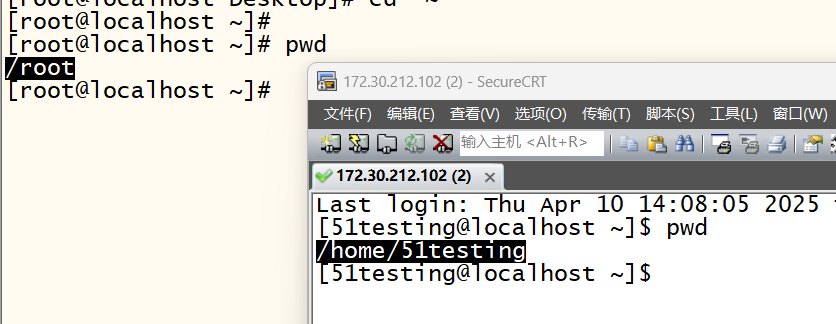 [root@localhost Desktop]# cd ~
[root@localhost ~]#
[root@localhost ~]# pwd
/root
[root@localhost ~]#
172.30.212.102 (2) - SecureCRT
文件(F) 编辑(E) 查看(V) 选项(O) 传输(T) 脚本(S) 工具(L) 窗口(W)
输入主机 <Alt+R>
172.30.212.102 (2)
Last login: Thu Apr 10 14:08:05 2025
[51testing@localhost ~]$ pwd
/home/51testing
[51testing@localhost ~]$